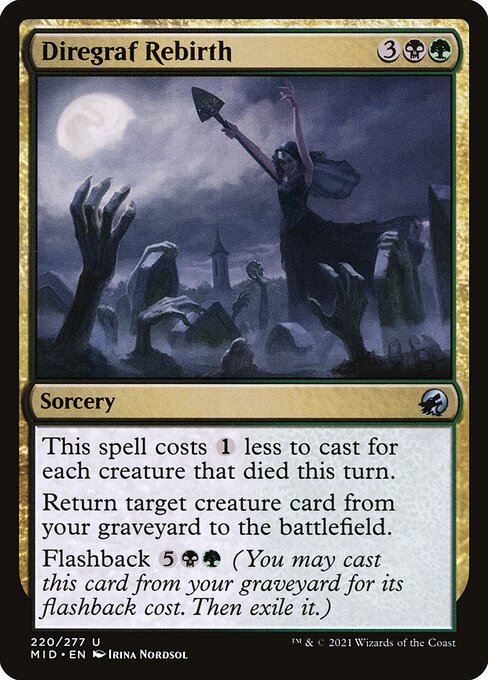 Diregraf Rebirth 3
Sorcery
This spell costs 1 less to cast for
each creature that died this turn.
Return target creature card from
your graveyard to the battlefield.
Flashback 5 (You may cast
this card from your graveyard for its
flashback cost. Then exile it.)
220/277 U
MID • EN Irina Nordsol
™ & © 2021 Wizards of the Coast